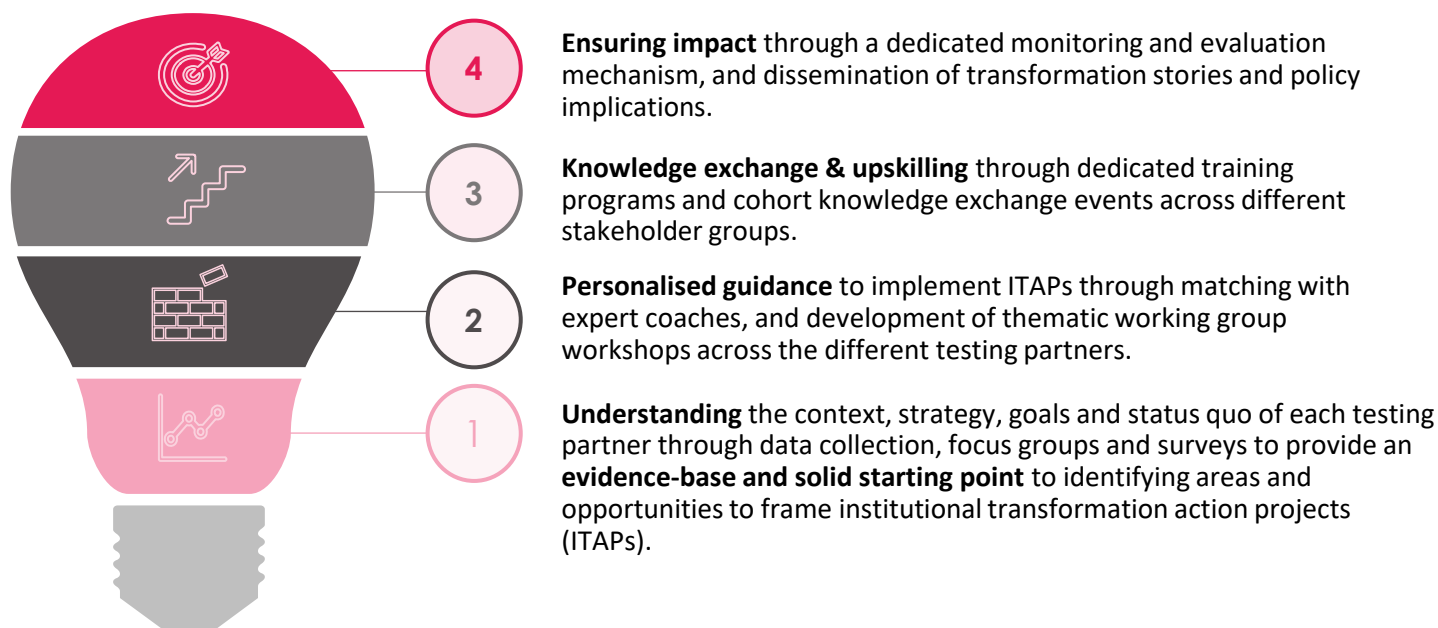 4
Ensuring impact through a dedicated monitoring and evaluation
mechanism, and dissemination of transformation stories and policy
implications.
3
Knowledge exchange & upskilling through dedicated training
programs and cohort knowledge exchange events across different
stakeholder groups.
2
Personalised guidance to implement ITAPs through matching with
expert coaches, and development of thematic working group
workshops across the different testing partners.
1
Understanding the context, strategy, goals and status quo of each testing
partner through data collection, focus groups and surveys to provide an
evidence-base and solid starting point to identifying areas and
opportunities to frame institutional transformation action projects
(ITAPs).